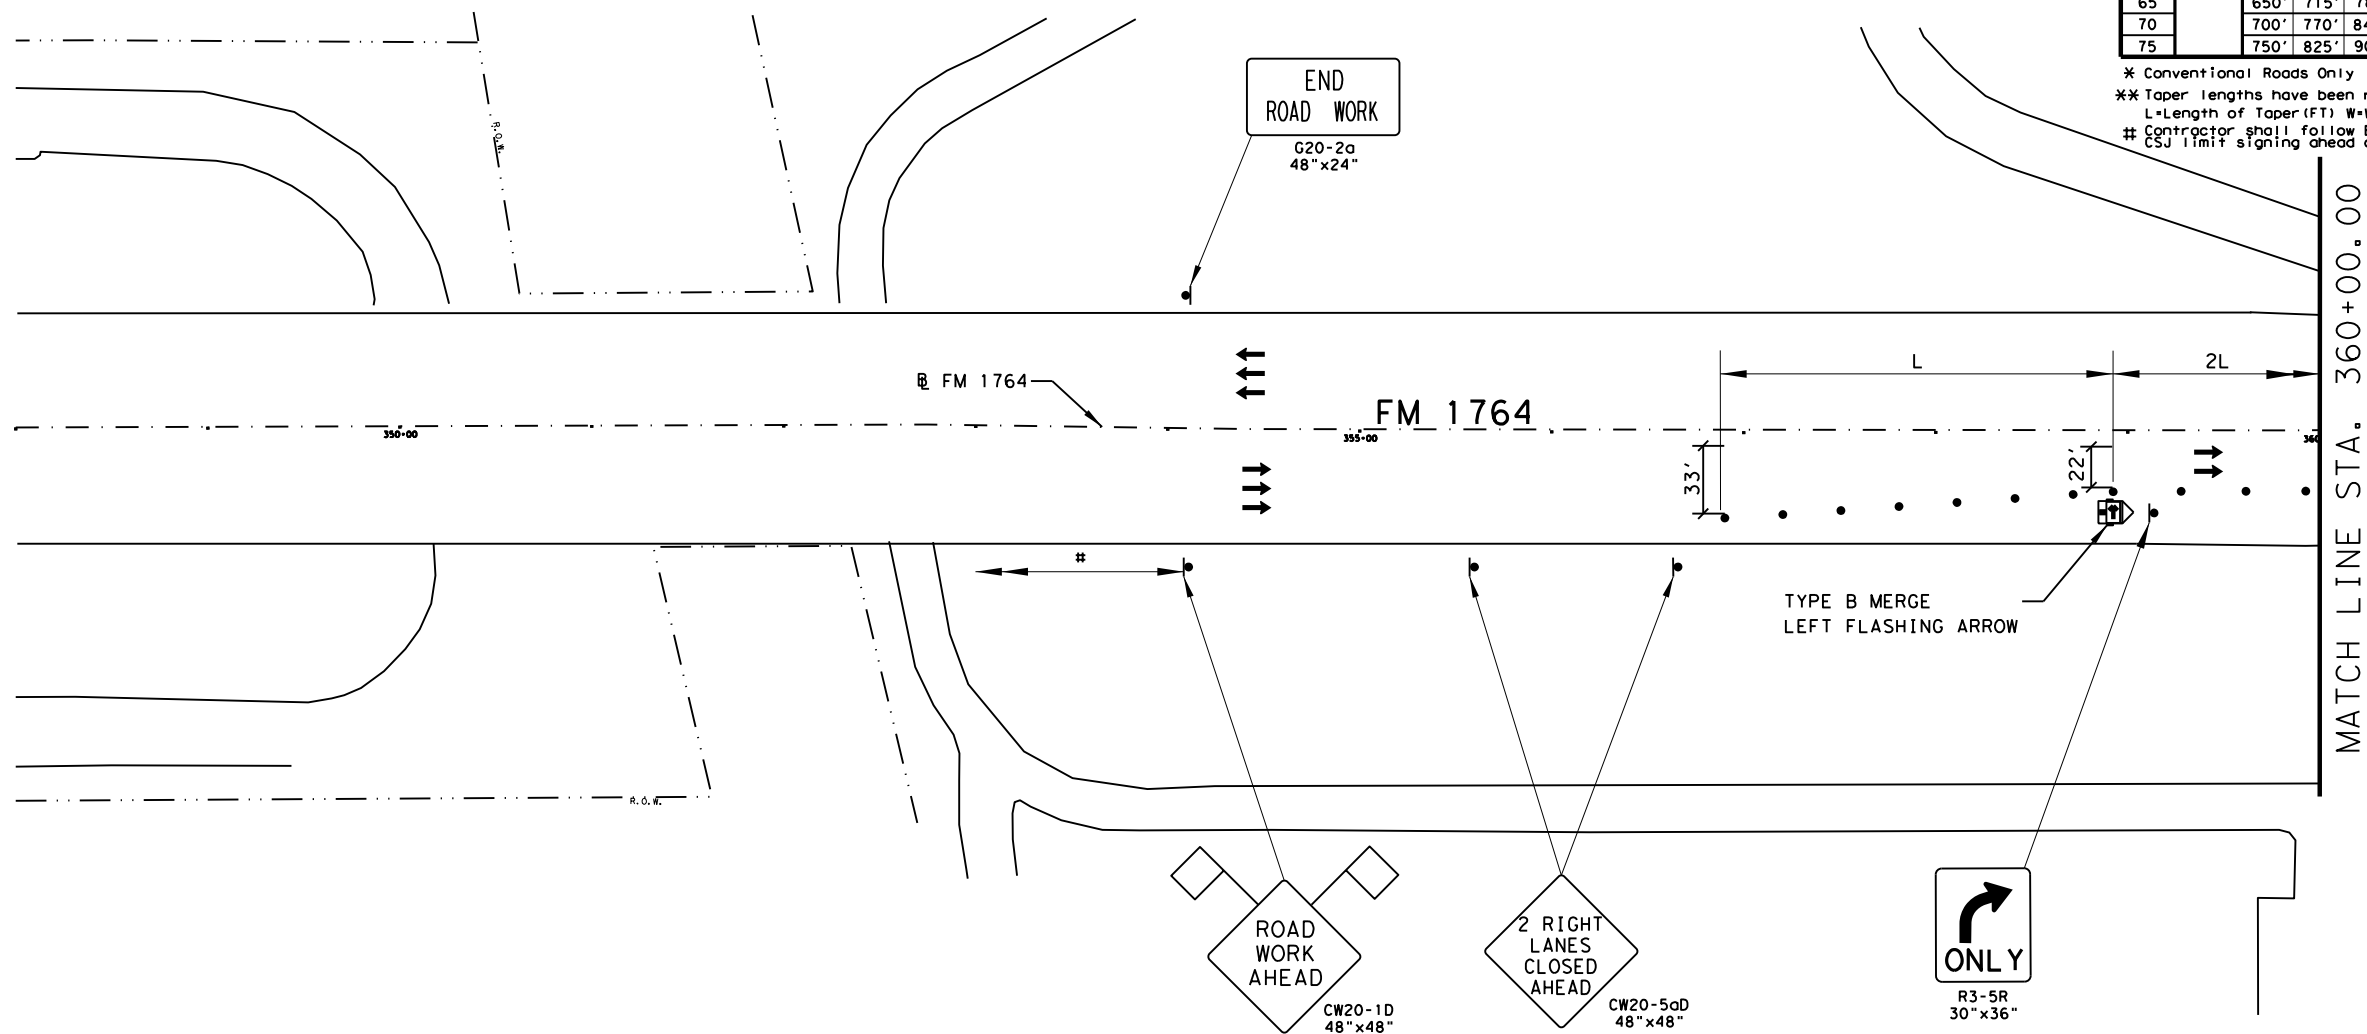 65 650' 715'
70 700' 770'
75 750' 825'
* Conventional Roads Only
** Taper lengths have been
L=Length of Taper(FT)
# Contractor shall follow
CSJ limit signing ahead
R.O.W.
END
ROAD WORK
G20-2a
48"x24"
MATCH LINE STA. 360+00.00
L
2L
BL FM 1764
FM 1764
350+00
355+00
360
33'
22'
#
TYPE B MERGE
LEFT FLASHING ARROW
R.O.W.
ROAD
WORK
AHEAD
CW20-1D
48"x48"
2 RIGHT
LANES
CLOSED
AHEAD
CW20-5aD
48"x48"
ONLY
R3-5R
30"x36"